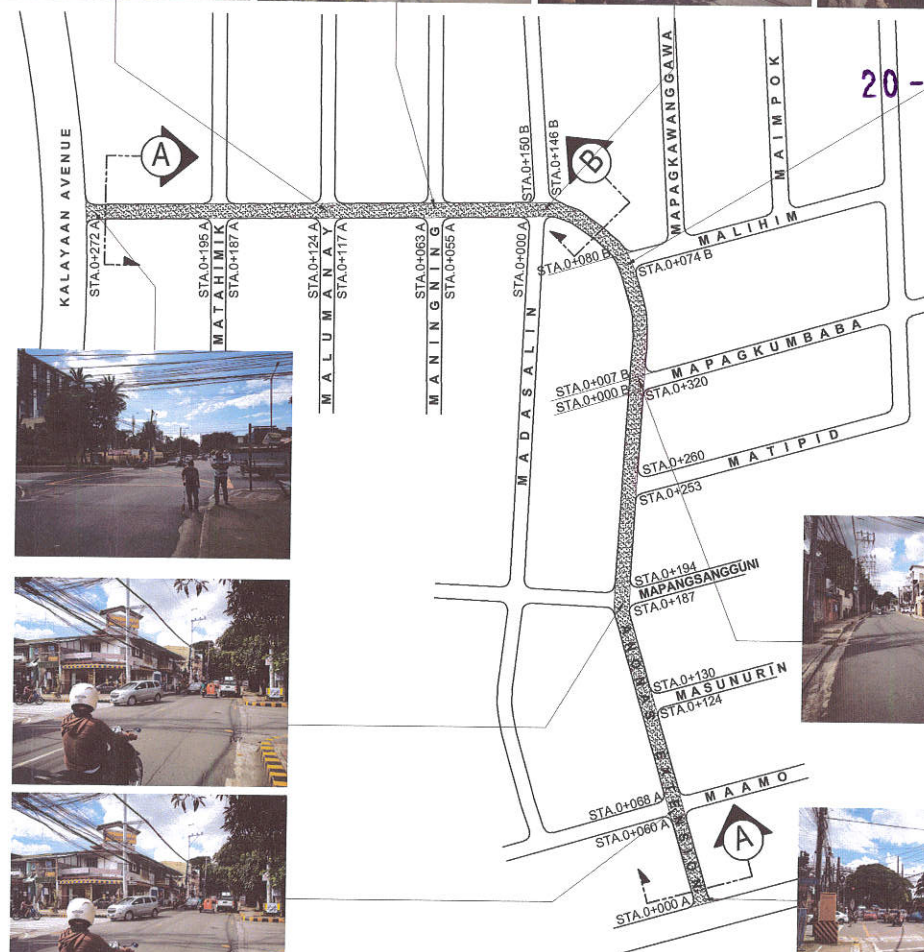 20-
KALAYAAN AVENUE
A
B
STA.0+272 A
STA.0+195 A
MATAHIMIK
STA.0+187 A
STA.0+124 A
MALUMANAY
STA.0+117 A
STA.0+063 A
MANINGNING
STA.0+055 A
STA.0+000 A
MADASALIN
STA.0+150 B
STA.0+146 B
MAPAGKAWANGGAWA
MAIMPOK
MALIHIM
STA.0+080 B
STA.0+074 B
MAPAGKUMBABA
STA.0+007 B
STA.0+000 B
STA.0+320
STA.0+260
MATIPID
STA.0+253
STA.0+194
MAPANGSANGGUNI
STA.0+187
STA.0+130
MASUNURIN
STA.0+124
ANONAS EXTENSION
STA.0+068 A
MAAMO
STA.0+060 A
A
STA.0+000 A